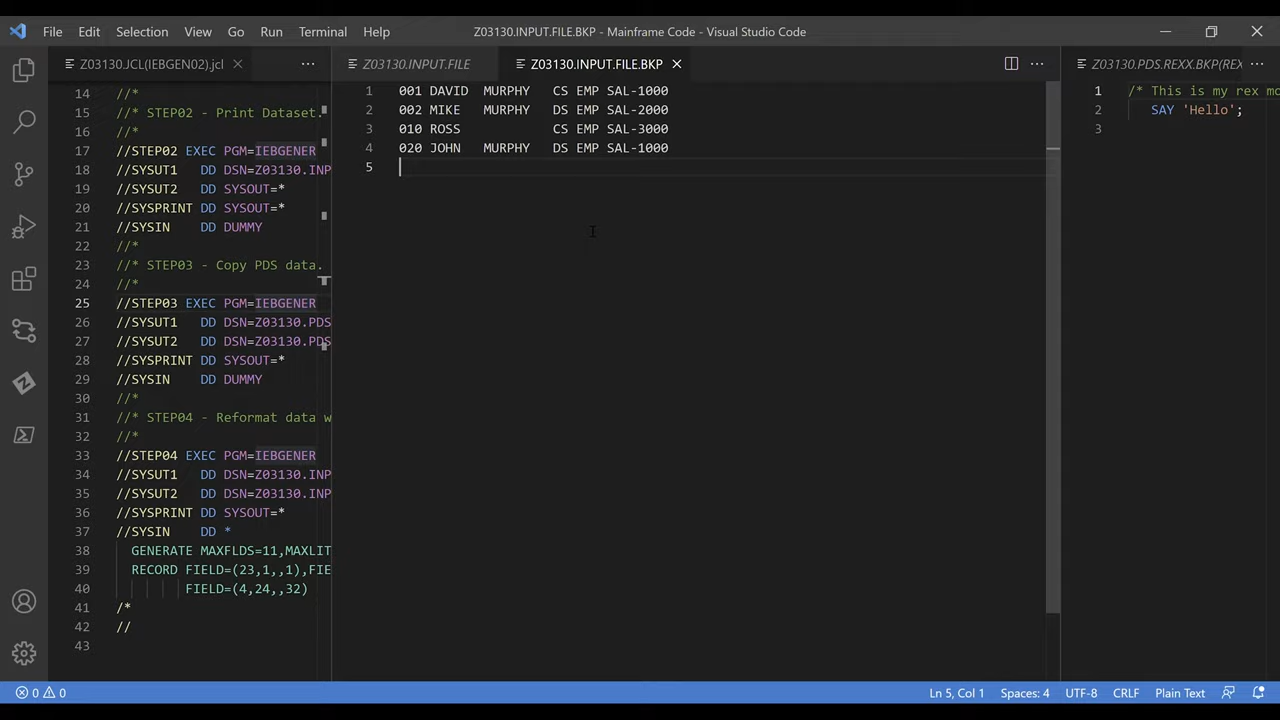 File Edit Selection View Go Run Terminal Help Z03130.INPUT.FILE.BKP - Mainframe Code - Visual Studio Code
Z03130.JCL(IEBGEN02).jcl
14 //*
15 //* STEP02 - Print Dataset.
16 //*
17 //STEP02 EXEC PGM=IEBGENER
18 //SYSUT1 DD DSN=Z03130.INP
19 //SYSUT2 DD SYSOUT=*
20 //SYSPRINT DD SYSOUT=*
21 //SYSIN DD DUMMY
22 //*
23 //* STEP03 - Copy PDS data.
24 //*
25 //STEP03 EXEC PGM=IEBGENER
26 //SYSUT1 DD DSN=Z03130.PDS
27 //SYSUT2 DD DSN=Z03130.PDS
28 //SYSPRINT DD SYSOUT=*
29 //SYSIN DD DUMMY
30 //*
31 //* STEP04 - Reformat data w
32 //*
33 //STEP04 EXEC PGM=IEBGENER
34 //SYSUT1 DD DSN=Z03130.INP
35 //SYSUT2 DD DSN=Z03130.INP
36 //SYSPRINT DD SYSOUT=*
37 //SYSIN DD *
38 GENERATE MAXFLDS=11,MAXLIT
39 RECORD FIELD=(23,1,,1),FIE
40 FIELD=(4,24,,32)
41 /*
42 //
43
Z03130.INPUT.FILE Z03130.INPUT.FILE.BKP
1 001 DAVID MURPHY CS EMP SAL-1000
2 002 MIKE MURPHY DS EMP SAL-2000
3 010 ROSS CS EMP SAL-3000
4 020 JOHN MURPHY DS EMP SAL-1000
5
Z03130.PDS.REXX.BKP(REX
1 /* This is my rex mo
2 SAY 'Hello';
3
0 0 Ln 5, Col 1 Spaces: 4 UTF-8 CRLF Plain Text